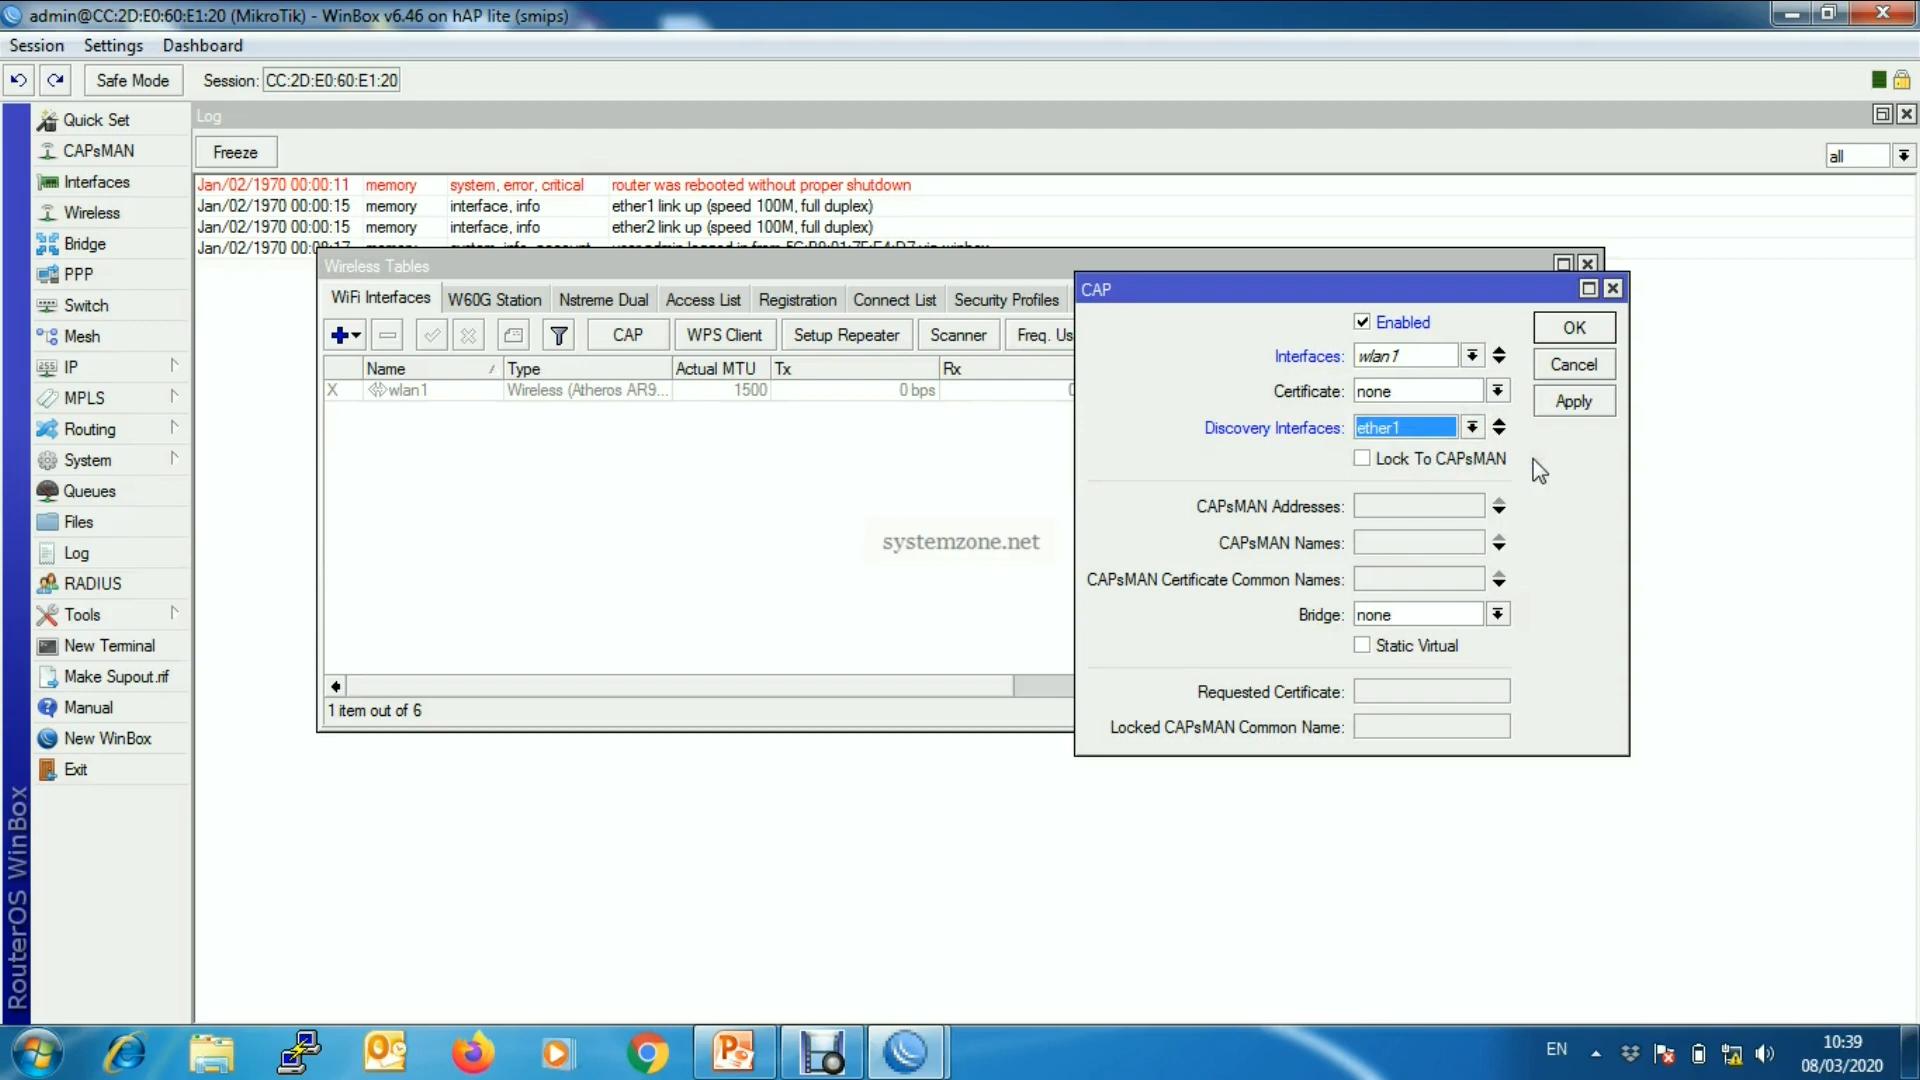 admin@CC:2D:E0:60:E1:20 (MikroTik) - WinBox v6.46 on hAP lite (smips)
Session Settings Dashboard
Safe Mode Session: CC:2D:E0:60:E1:20
Quick Set
CAPsMAN
Interfaces
Wireless
Bridge
PPP
Switch
Mesh
IP
MPLS
Routing
System
Queues
Files
Log
RADIUS
Tools
New Terminal
Make Supout.rif
Manual
New WinBox
Exit
RouterOS WinBox
Log
Freeze
all
Jan/02/1970 00:00:11 memory system, error, critical router was rebooted without proper shutdown
Jan/02/1970 00:00:15 memory interface, info ether1 link up (speed 100M, full duplex)
Jan/02/1970 00:00:15 memory interface, info ether2 link up (speed 100M, full duplex)
Wireless Tables
WiFi Interfaces W60G Station Nstreme Dual Access List Registration Connect List Security Profiles
CAP WPS Client Setup Repeater Scanner Freq. Us
Name Type Actual MTU Tx Rx
X wlan1 Wireless (Atheros AR9... 1500 0 bps
1 item out of 6
systemzone.net
CAP
Enabled
Interfaces: wlan1
Certificate: none
Discovery Interfaces: ether1
Lock To CAPsMAN
CAPsMAN Addresses:
CAPsMAN Names:
CAPsMAN Certificate Common Names:
Bridge: none
Static Virtual
Requested Certificate:
Locked CAPsMAN Common Name:
OK
Cancel
Apply
EN
10:39
08/03/2020